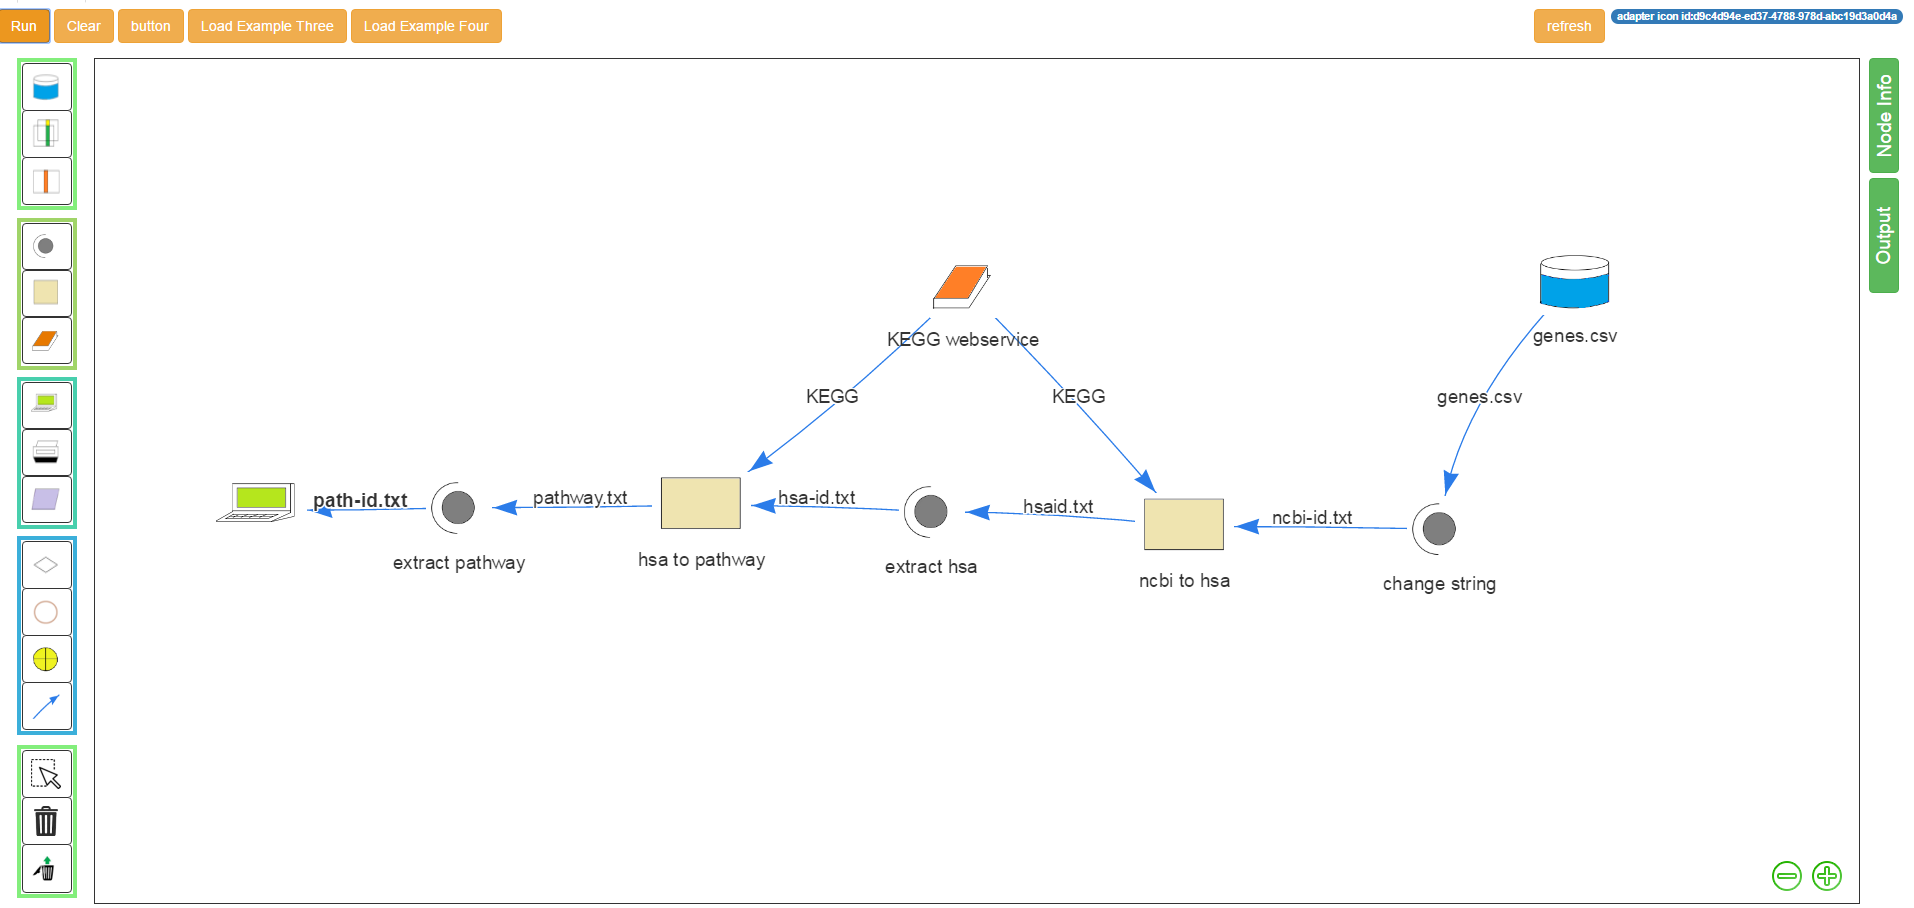 Run
Clear
button
Load Example Three
Load Example Four
refresh
adapter icon id:d9c4d94e-ed37-4788-978d-abc19d3a0d4a
Node Info
Output
KEGG webservice
genes.csv
KEGG
KEGG
genes.csv
path-id.txt
pathway.txt
hsa-id.txt
hsaid.txt
ncbi-id.txt
extract pathway
hsa to pathway
extract hsa
ncbi to hsa
change string